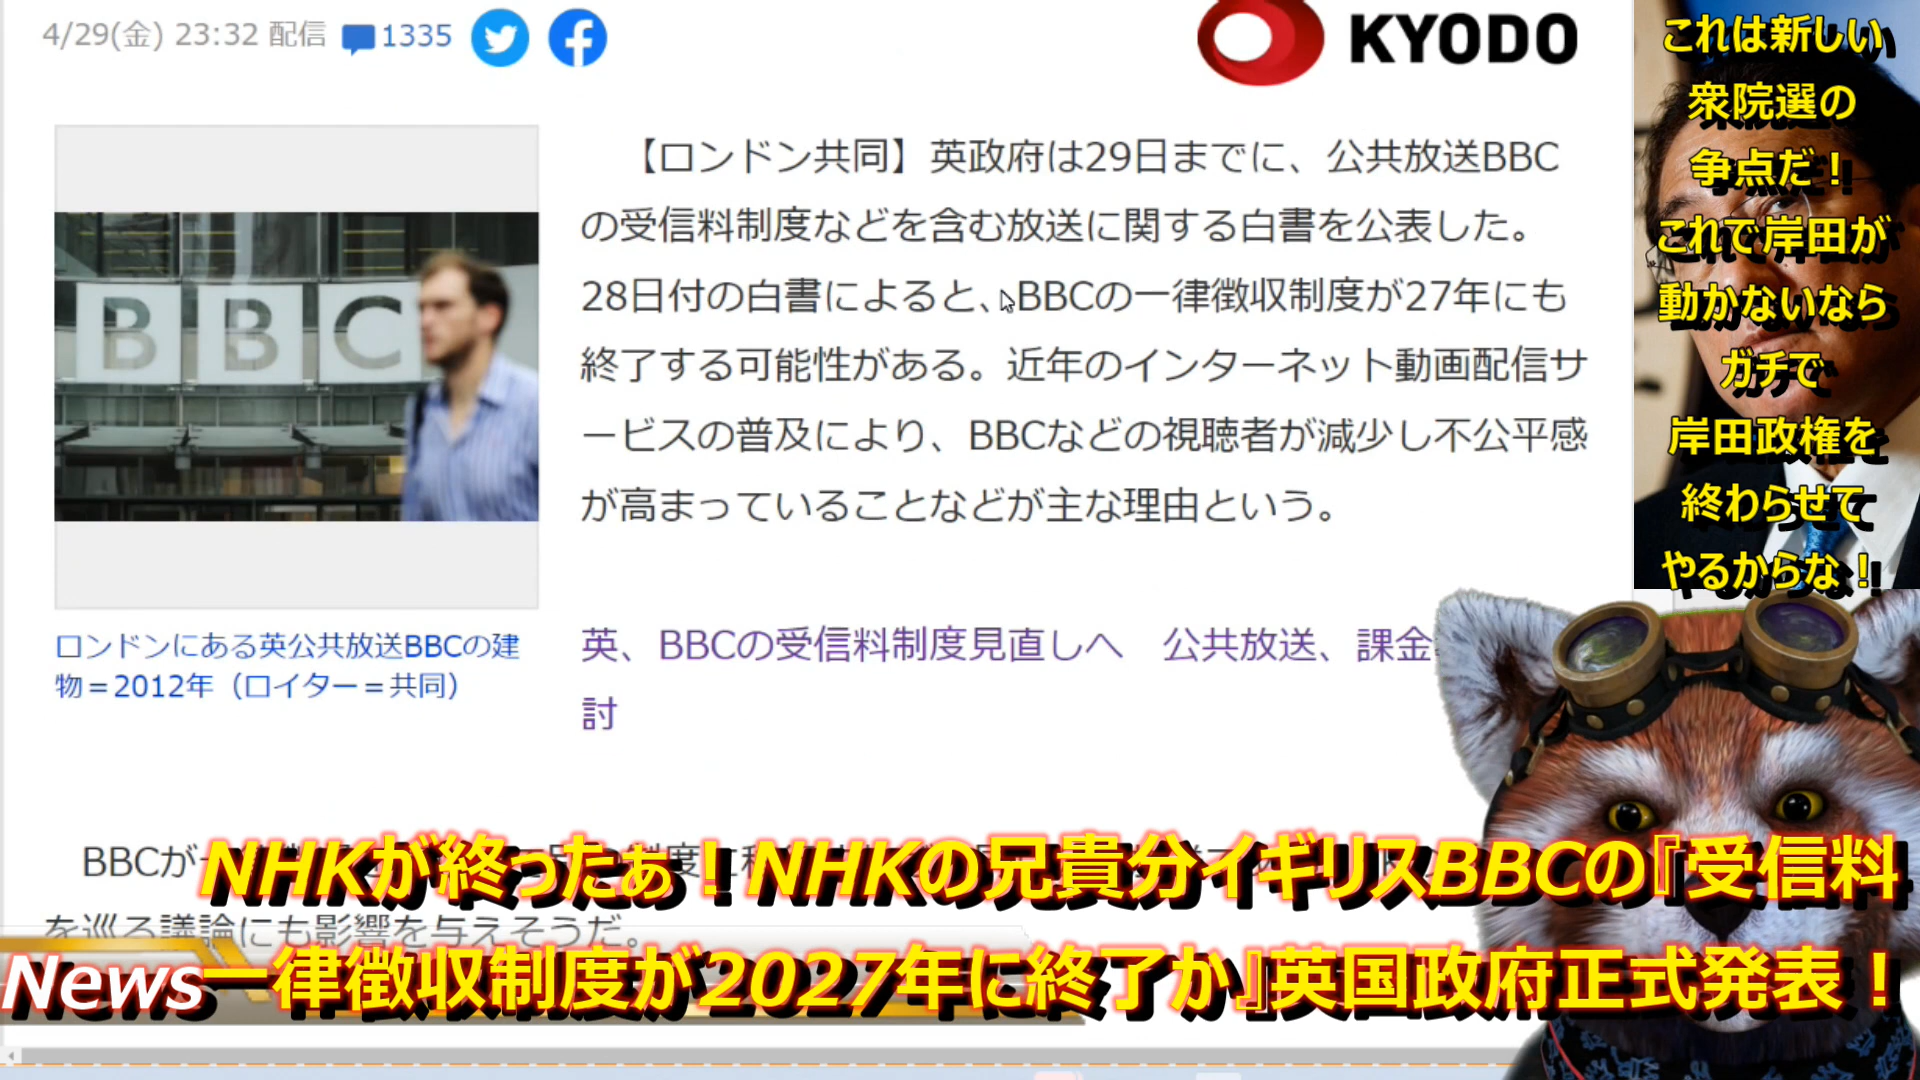 4/29(金) 23:32 配信 1335
KYODO
【ロンドン共同】英政府は29日までに、公共放送BBC
の受信料制度などを含む放送に関する白書を公表した。
28日付の白書によると、BBCの一律徴収制度が27年にも
終了する可能性がある。近年のインターネット動画配信サ
ービスの普及により、BBCなどの視聴者が減少し不公平感
が高まっていることなどが主な理由という。
BBC
ロンドンにある英公共放送BBCの建
物＝2012年（ロイター＝共同）
英、BBCの受信料制度見直しへ　公共放送、課金
討
BBCが
を巡る議論にも影響を与えそうだ。
これは新しい
衆院選の
争点だ！
これで岸田が
動かないなら
ガチで
岸田政権を
終わらせて
やるからな！
NHKが終ったぁ！NHKの兄貴分イギリスBBCの『受信料
News一律徴収制度が2027年に終了か』英国政府正式発表！